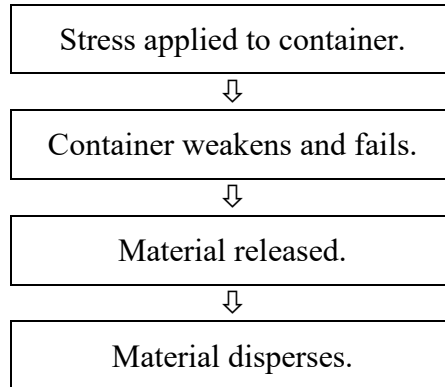 Stress applied to container.
⇩
Container weakens and fails.
⇩
Material released.
⇩
Material disperses.